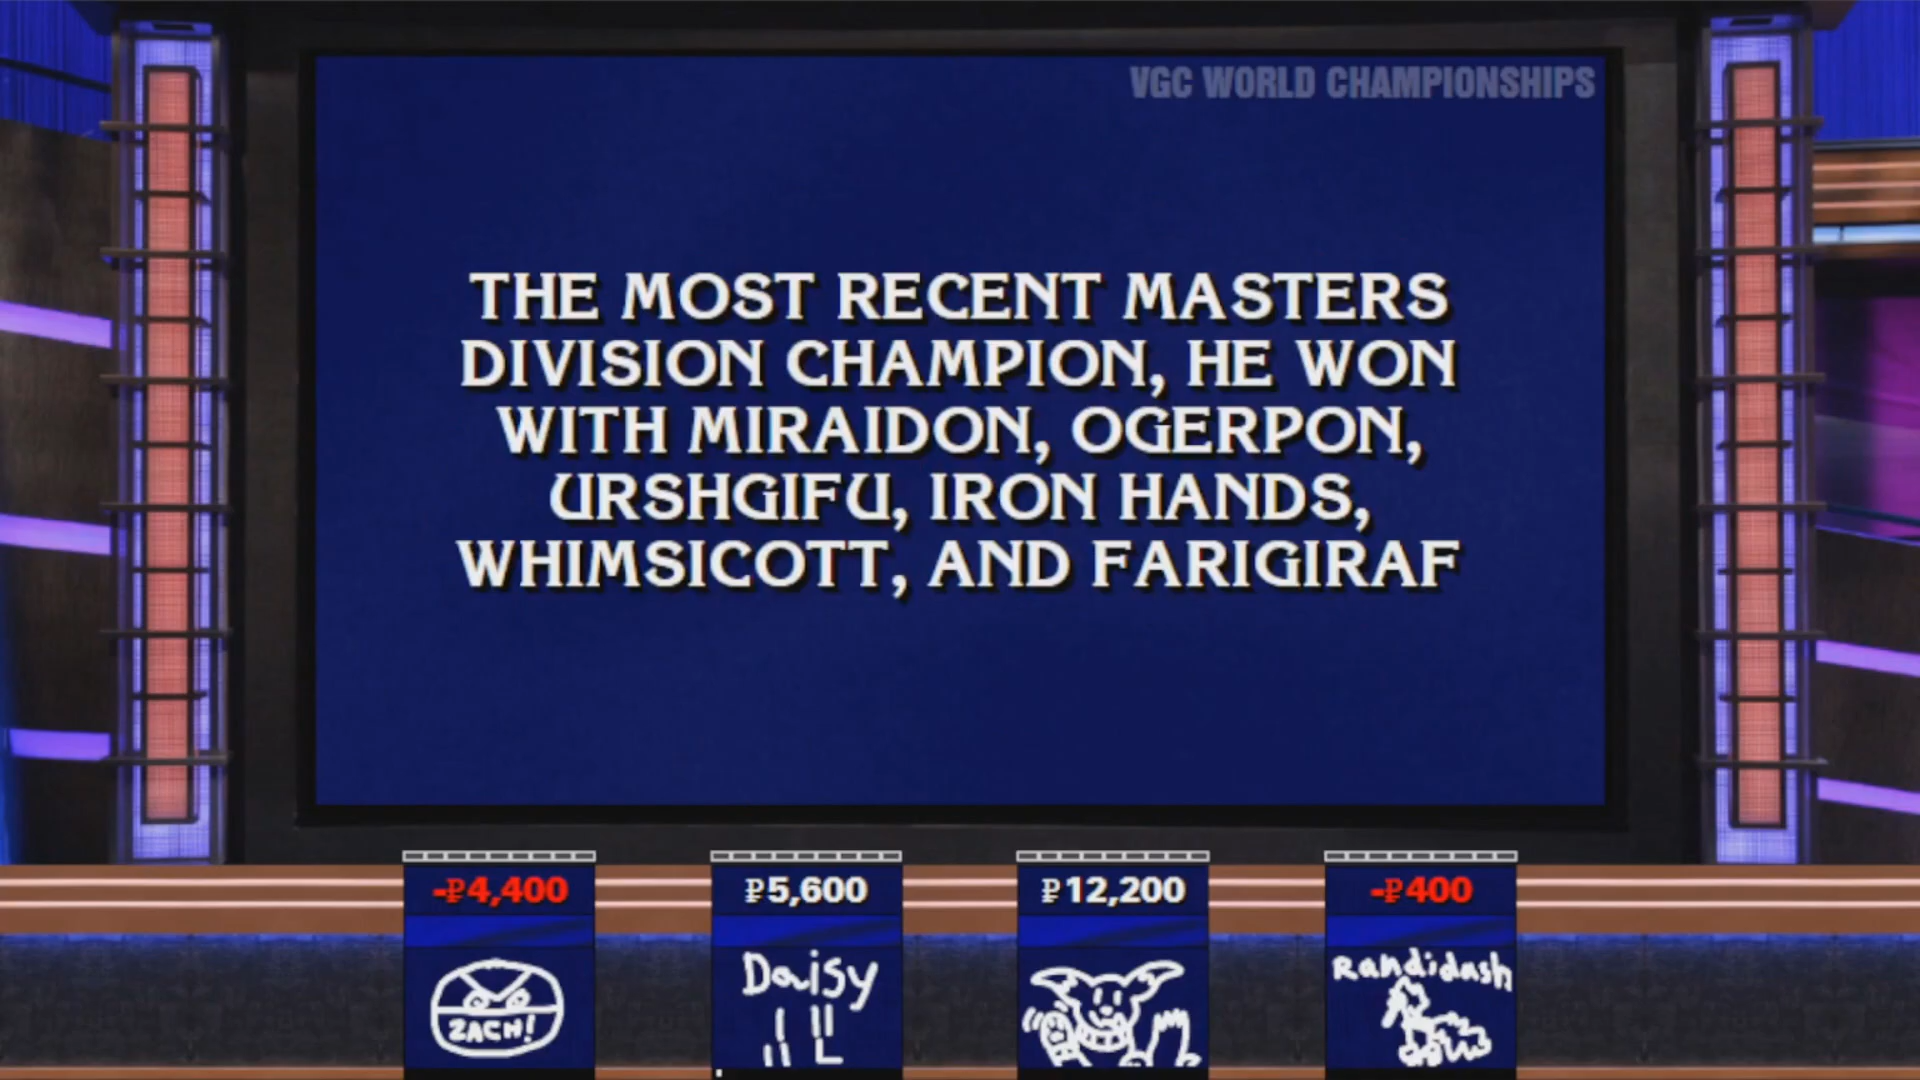 VGC WORLD CHAMPIONSHIPS
THE MOST RECENT MASTERS
DIVISION CHAMPION, HE WON
WITH MIRAIDON, OGERPON,
URSHGIFU, IRON HANDS,
WHIMSICOTT, AND FARIGIRAF
-₽4,400
₽5,600
₽12,200
-₽400
ZACH!
Daisy
Randidash